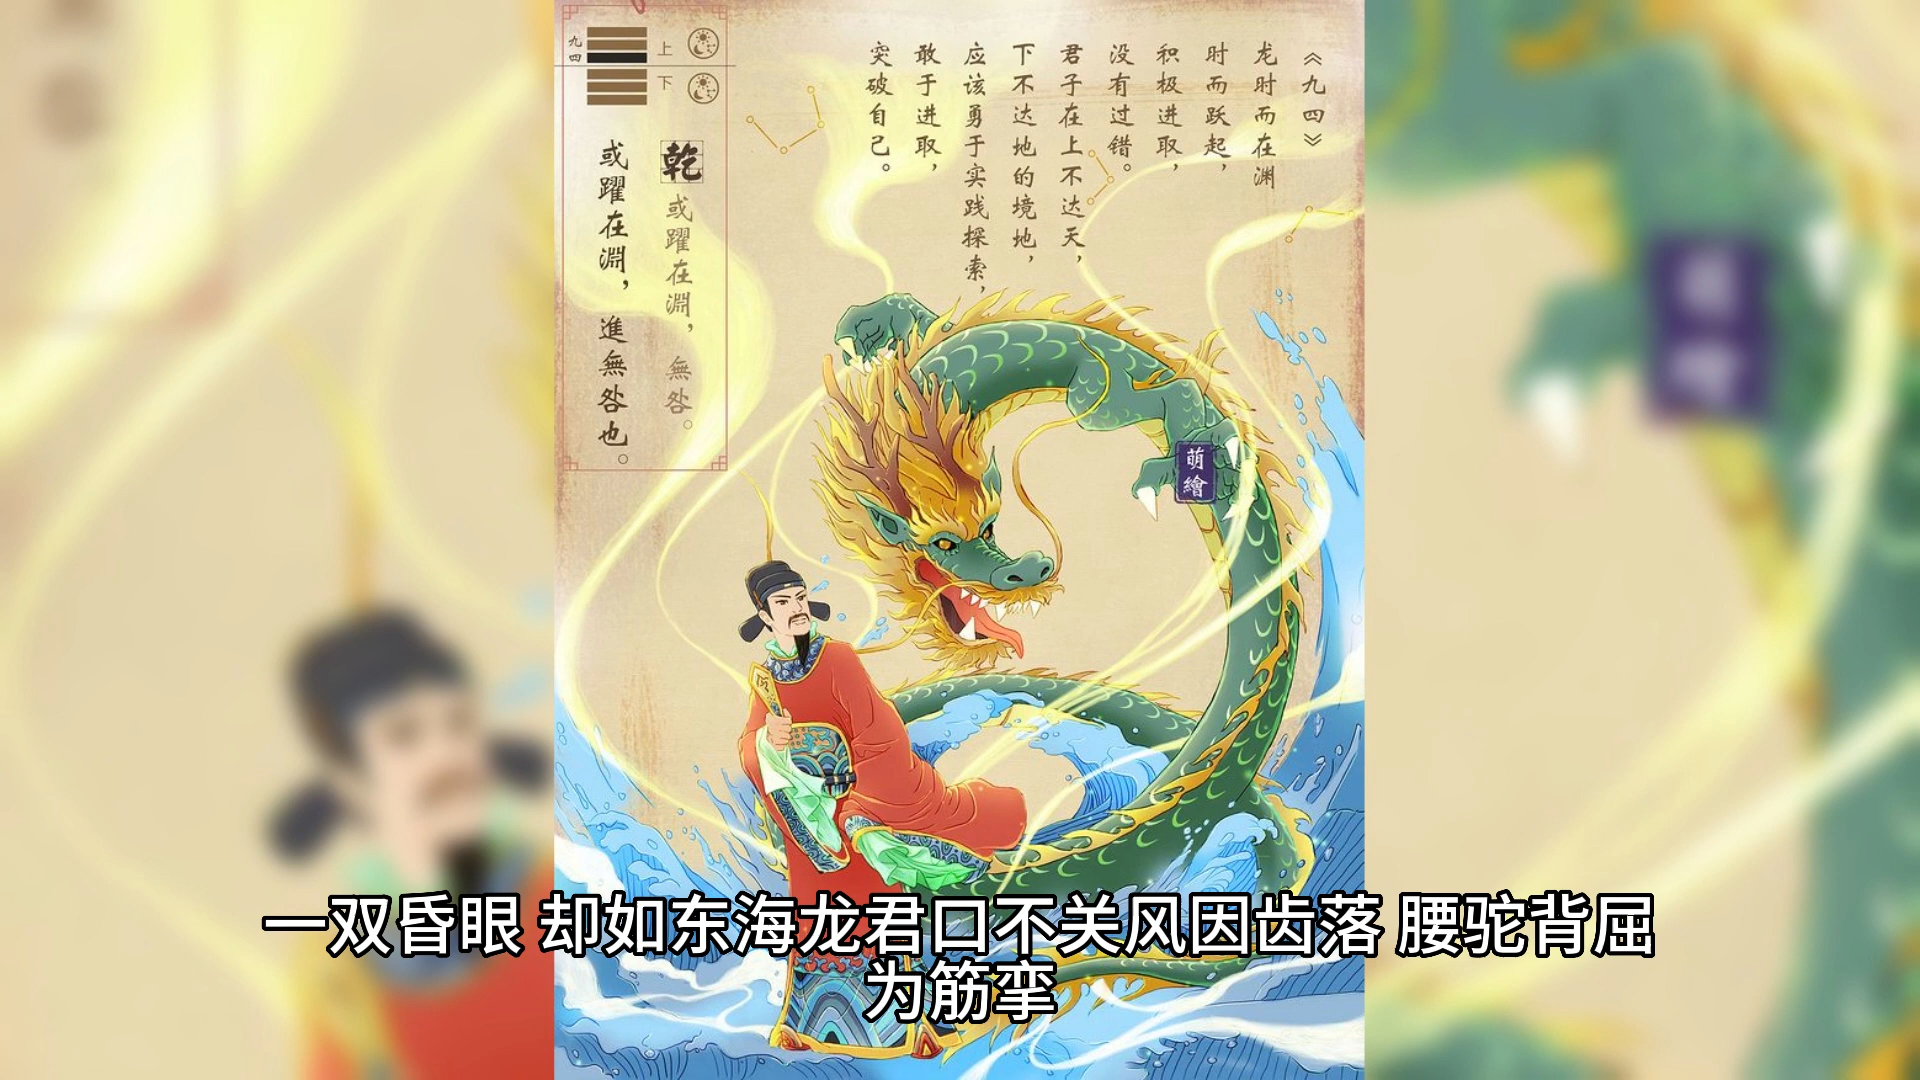 《九四》
龙时而在渊
时而跃起，
积极进取，
没有过错。
君子在上不达天，
下不达地的境地，
应该勇于实践探索，
敢于进取，
突破自己。
九四
上
下
乾
或躍在淵，無咎。
或躍在淵，進無咎也。
萌繪
一双昏眼 却如东海龙君口不关风因齿落 腰驼背屈
为筋挛